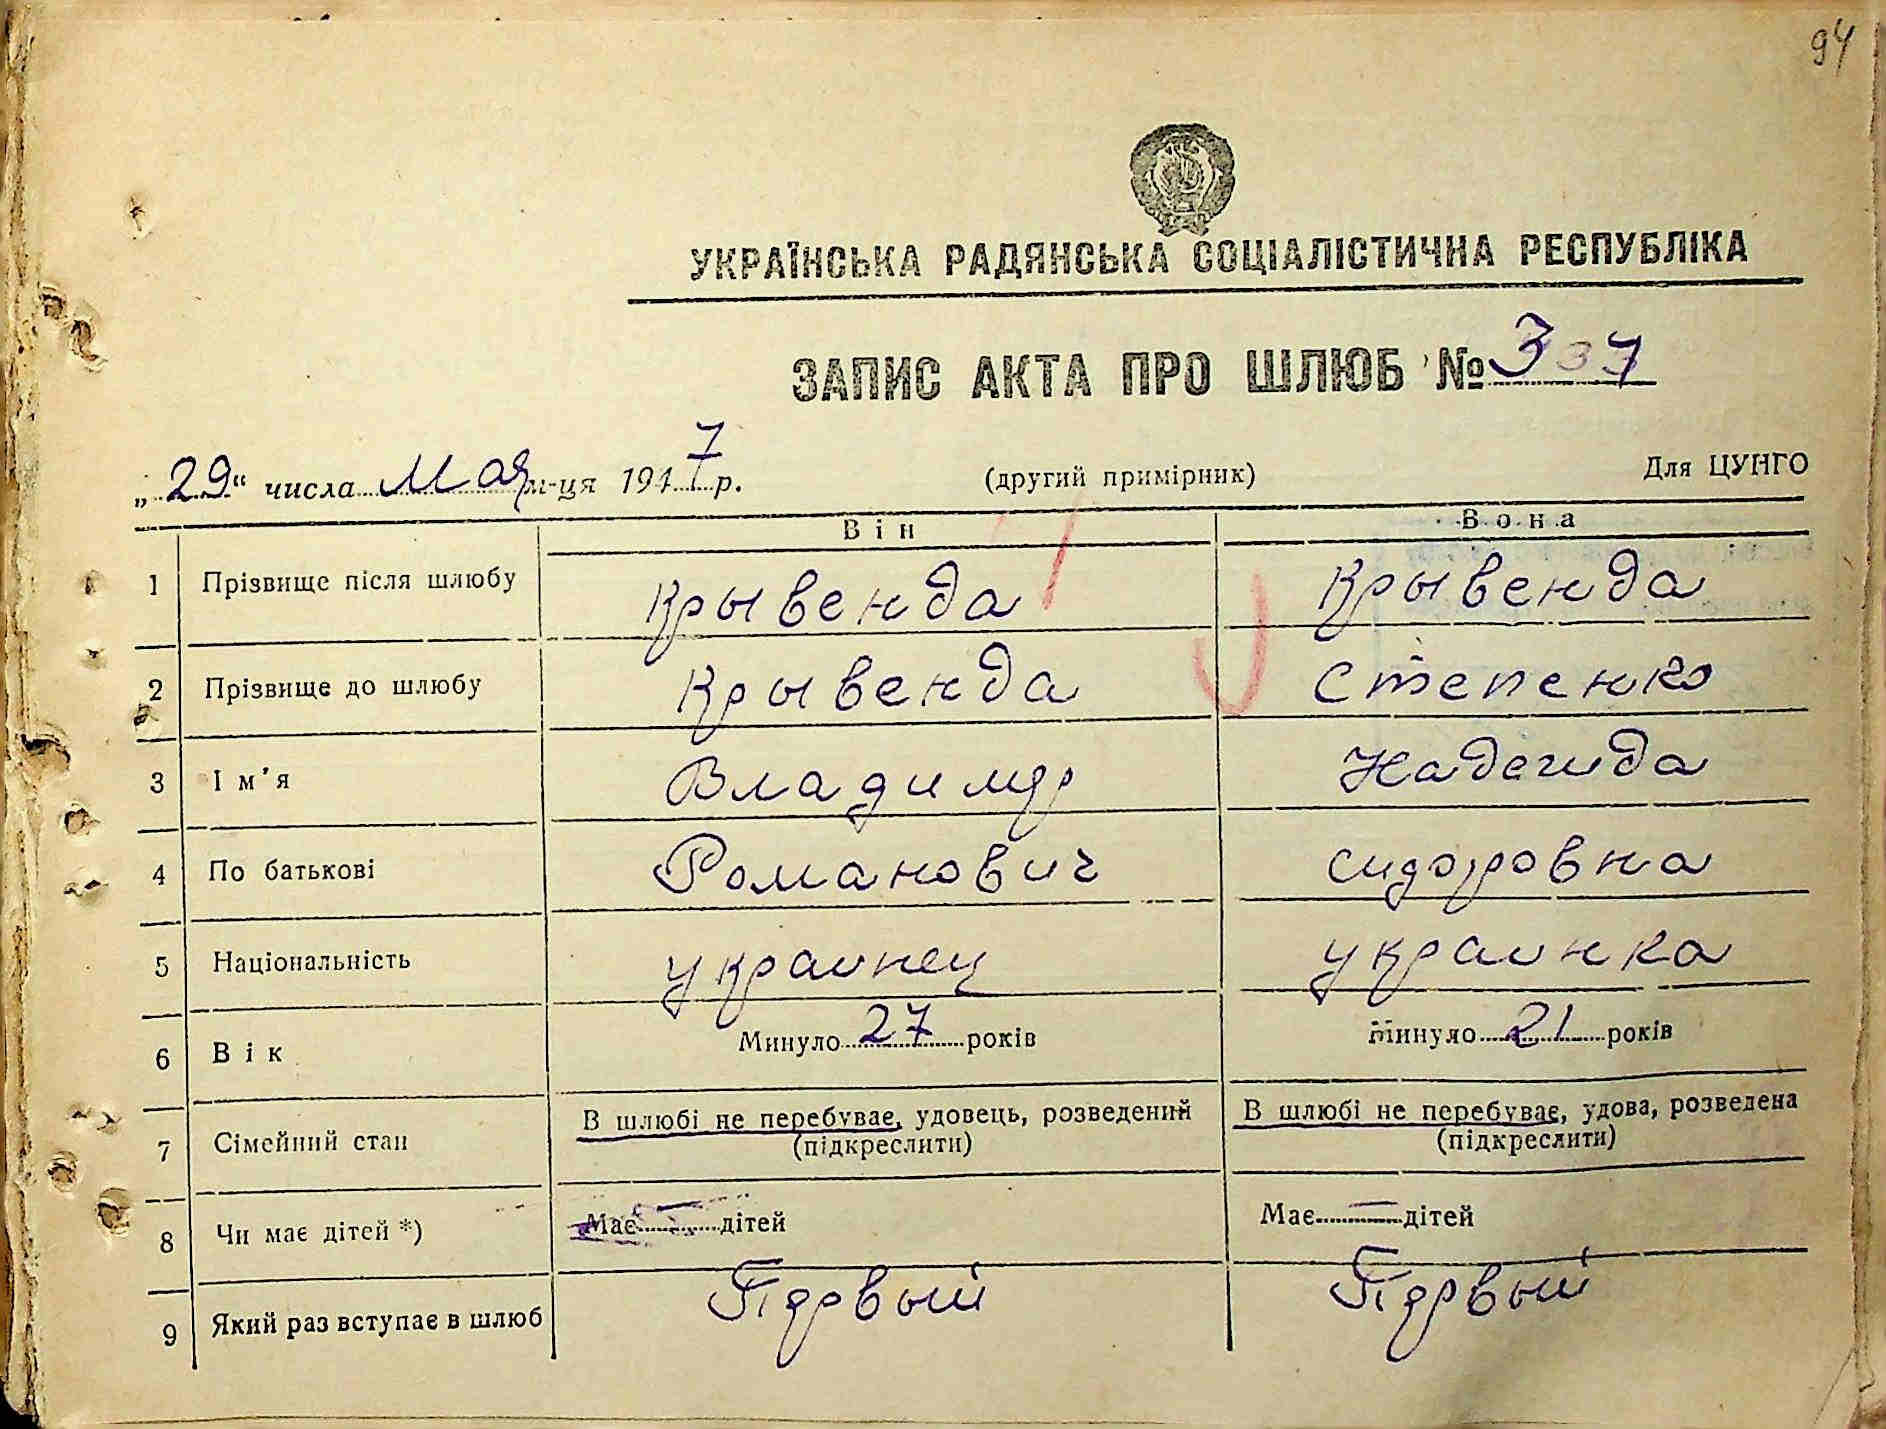 94
УКРАЇНСЬКА РАДЯНСЬКА СОЦІАЛІСТИЧНА РЕСПУБЛІКА
ЗАПИС АКТА ПРО ШЛЮБ № 337
„29“ числа Мая м-ця 1947 р. (другий примірник) Для ЦУНГО
Він Вона
1 Прізвище після шлюбу Крывенда Крывенда
2 Прізвище до шлюбу Крывенда Степенко
3 Ім'я Владимир Надежда
4 По батькові Романович Сидоровна
5 Національність украинец украинка
6 Вік Минуло 27 років Минуло 21 років
7 Сімейний стан В шлюбі не перебуває, удовець, розведений В шлюбі не перебуває, удова, розведена
(підкреслити) (підкреслити)
8 Чи має дітей *) Має дітей Має — дітей
9 Який раз вступає в шлюб Первый Первый